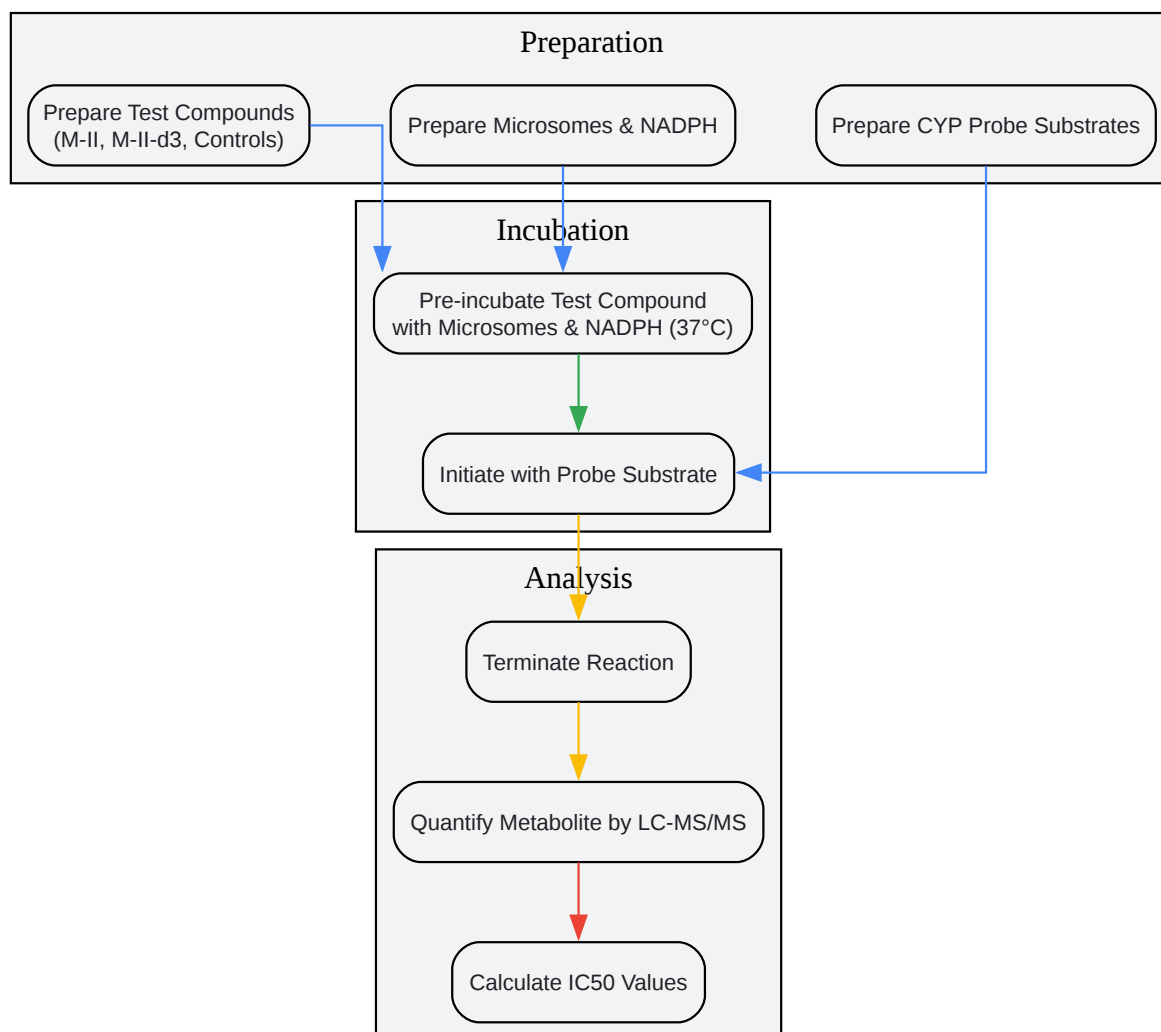 Preparation
Prepare Test Compounds
(M-II, M-II-d3, Controls)
Prepare Microsomes & NADPH
Prepare CYP Probe Substrates
Incubation
Pre-incubate Test Compound
with Microsomes & NADPH (37°C)
Initiate with Probe Substrate
Analysis
Terminate Reaction
Quantify Metabolite by LC-MS/MS
Calculate IC50 Values